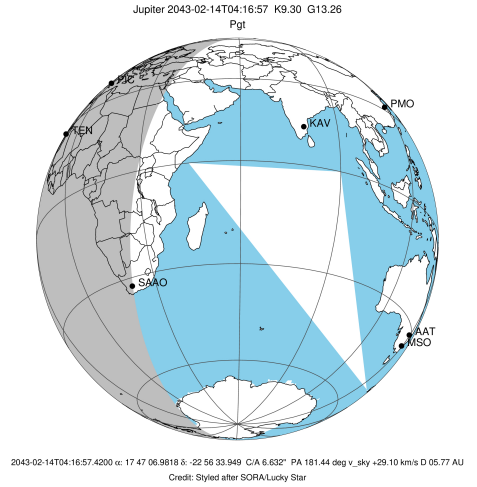 Jupiter 2043-02-14T04:16:57 K9.30 G13.26
Pgt
PIC
TEN
PMO
KAV
SAAO
AAT
MSO
2043-02-14T04:16:57.4200 α: 17 47 06.9818 δ: -22 56 33.949 C/A 6.632" PA 181.44 deg v_sky +29.10 km/s D 05.77 AU
Credit: Styled after SORA/Lucky Star